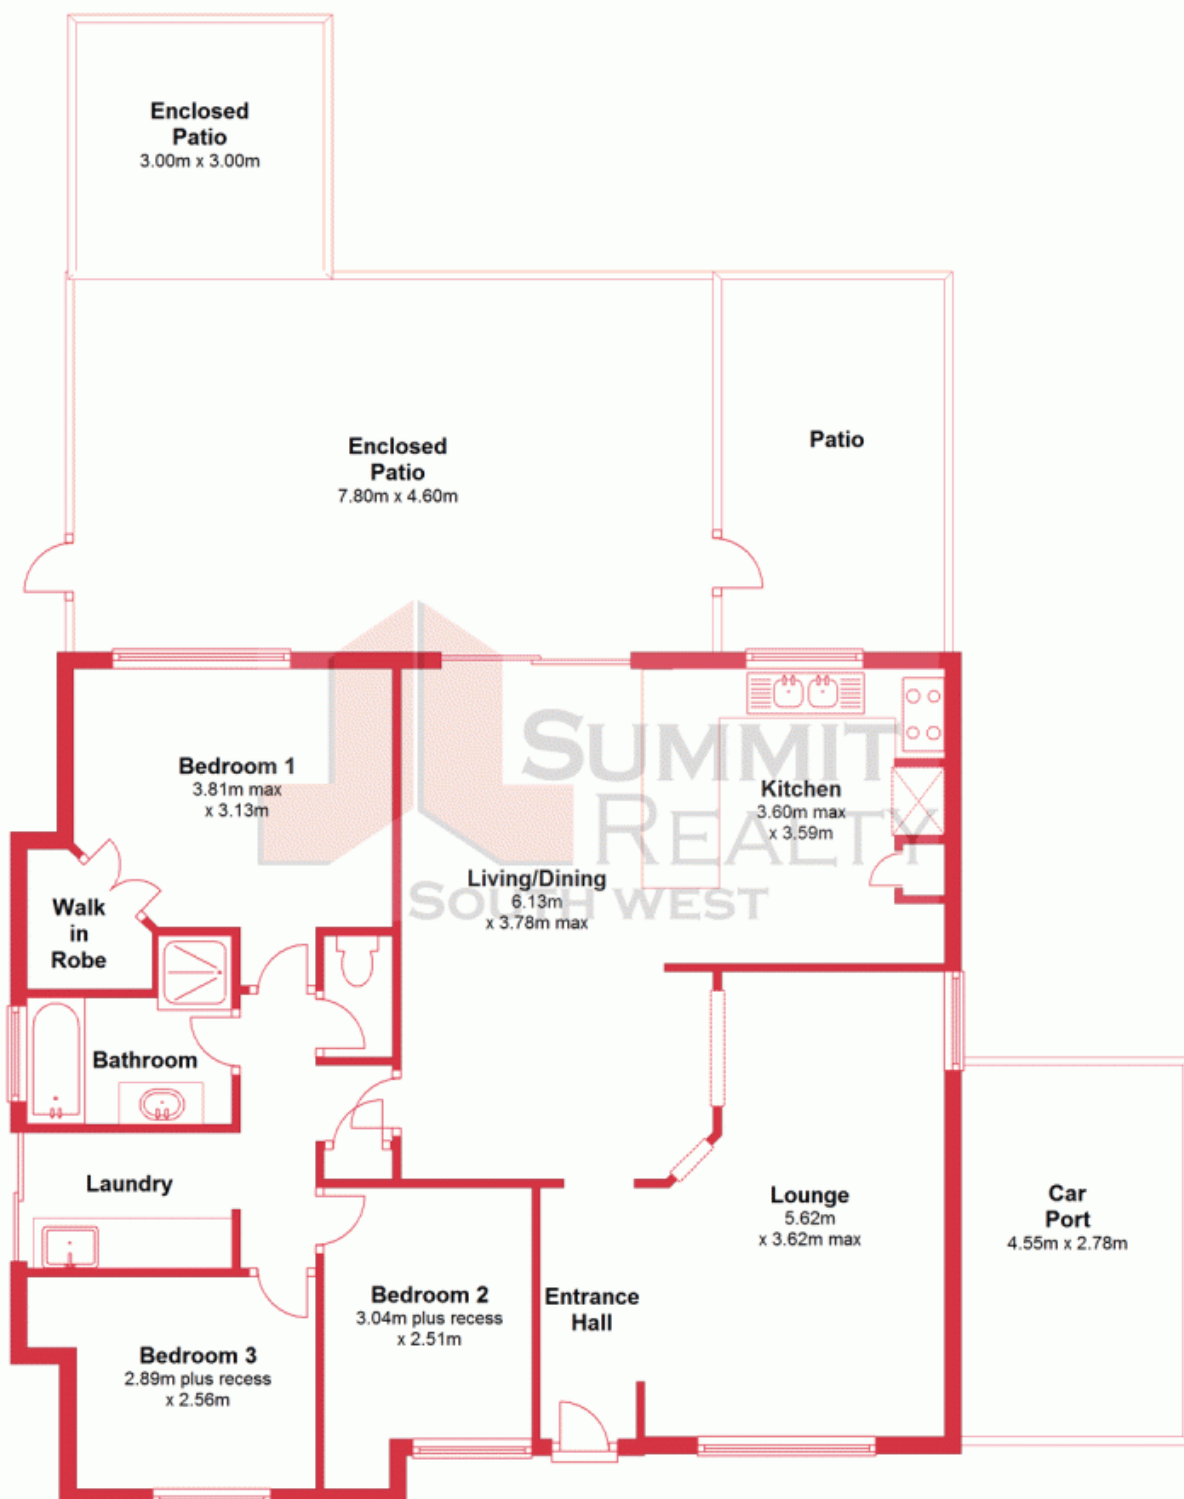 Enclosed
Patio
3.00m x 3.00m
Enclosed
Patio
7.80m x 4.60m
Patio
SUMMIT
REALTY
SOUTH WEST
Bedroom 1
3.81m max
x 3.13m
Kitchen
3.60m max
x 3.59m
Living/Dining
6.13m
x 3.78m max
Walk
in
Robe
Bathroom
Laundry
Lounge
5.62m
x 3.62m max
Car
Port
4.55m x 2.78m
Bedroom 2
3.04m plus recess
x 2.51m
Entrance
Hall
Bedroom 3
2.89m plus recess
x 2.56m